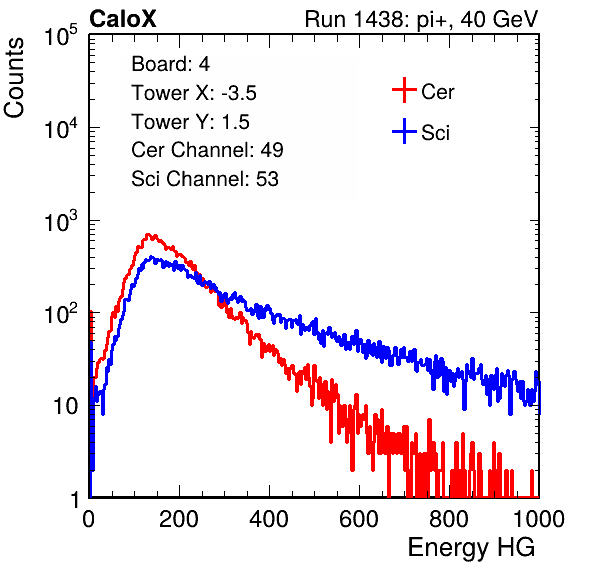 CaloX Run 1438: pi+, 40 GeV
Counts
Board: 4
Tower X: -3.5
Tower Y: 1.5
Cer Channel: 49
Sci Channel: 53
Cer
Sci
10^5
10^4
10^3
10^2
10
1
0 200 400 600 800 1000
Energy HG